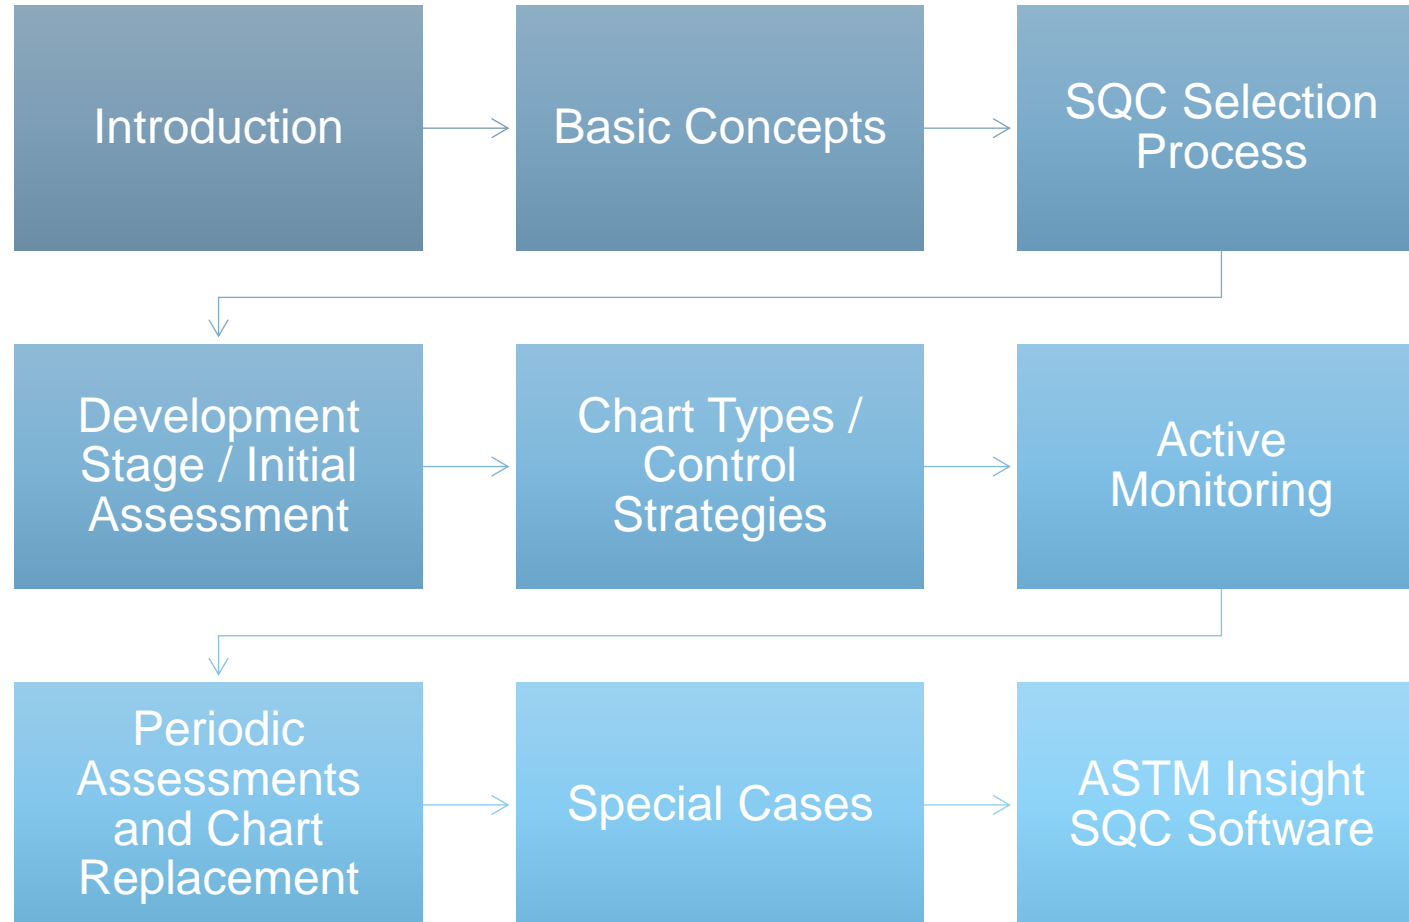 Introduction
Basic Concepts
SQC Selection
Process
Development
Stage / Initial
Assessment
Chart Types /
Control
Strategies
Active
Monitoring
Periodic
Assessments
and Chart
Replacement
Special Cases
ASTM Insight
SQC Software